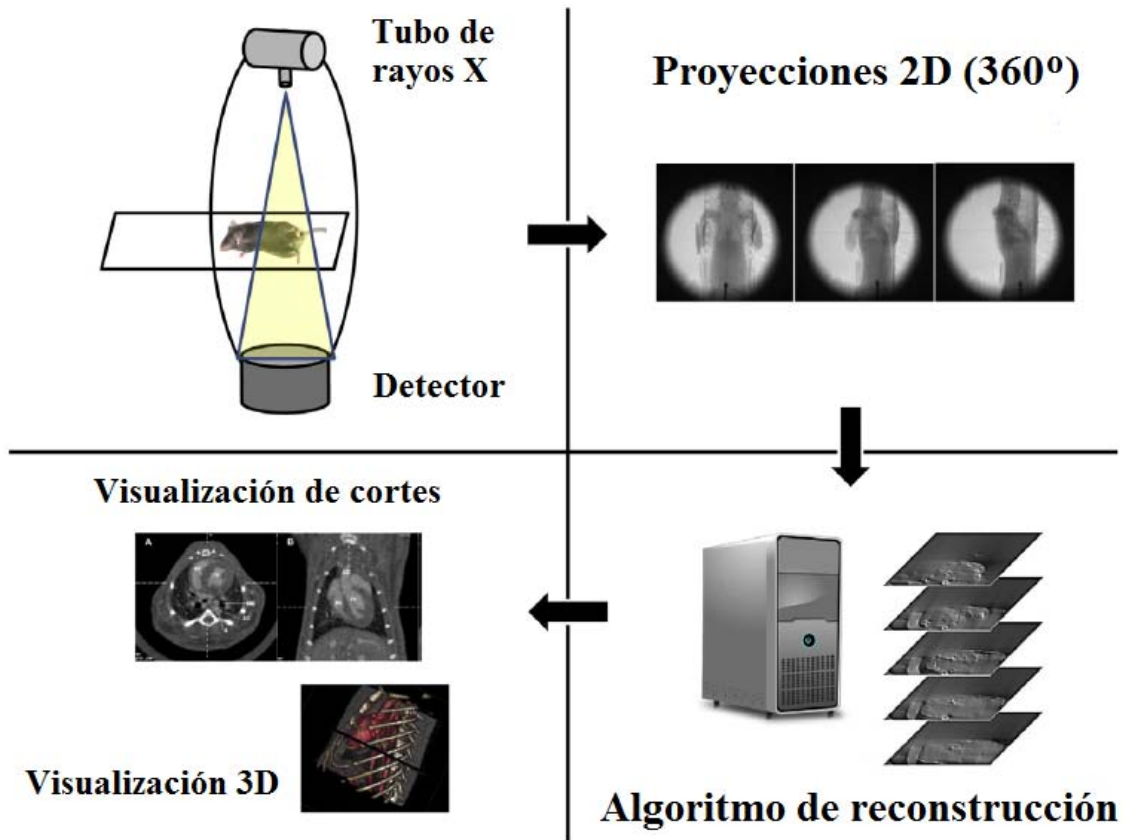 Tubo de
rayos X
Detector
Proyecciones 2D (360º)
Visualización de cortes
A
B
Visualización 3D
Algoritmo de reconstrucción